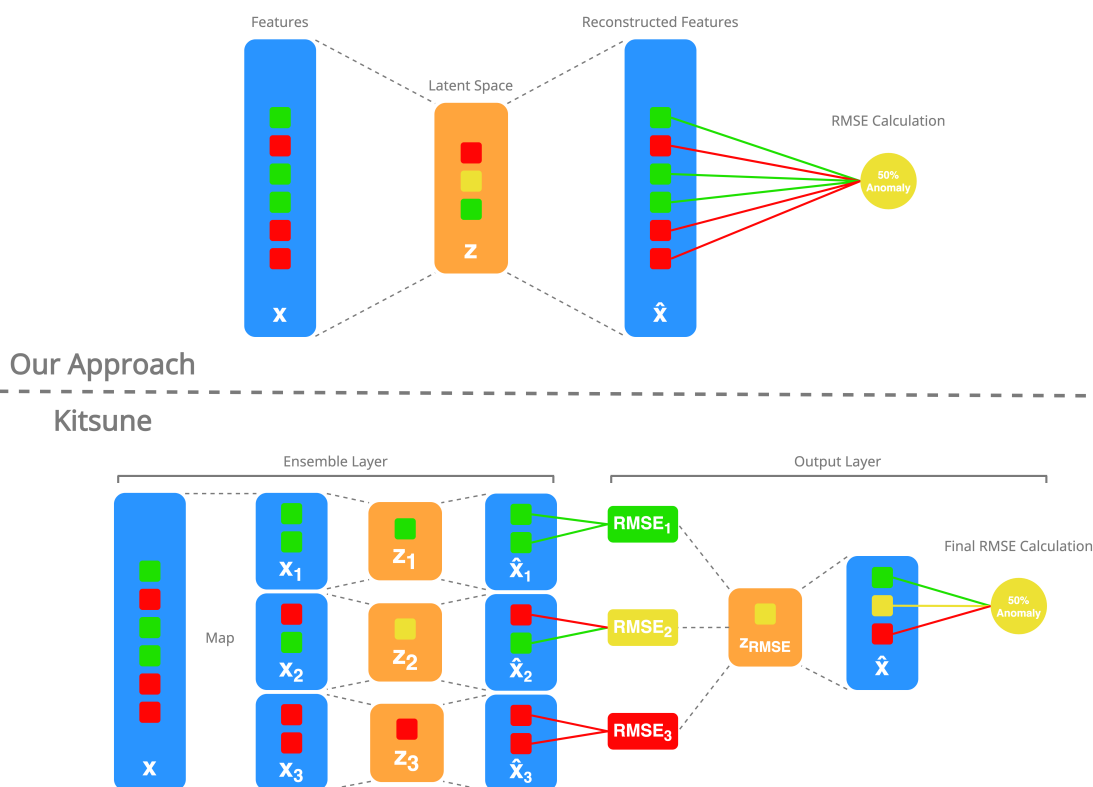 Features
Reconstructed Features
Latent Space
RMSE Calculation
50%
Anomaly
z
x
x̂
Our Approach
Kitsune
Ensemble Layer
Output Layer
RMSE₁
x₁
z₁
x̂₁
Final RMSE Calculation
50%
Anomaly
Map
RMSE₂
x₂
z₂
x̂₂
zRMSE
x̂
RMSE₃
x
x₃
z₃
x̂₃